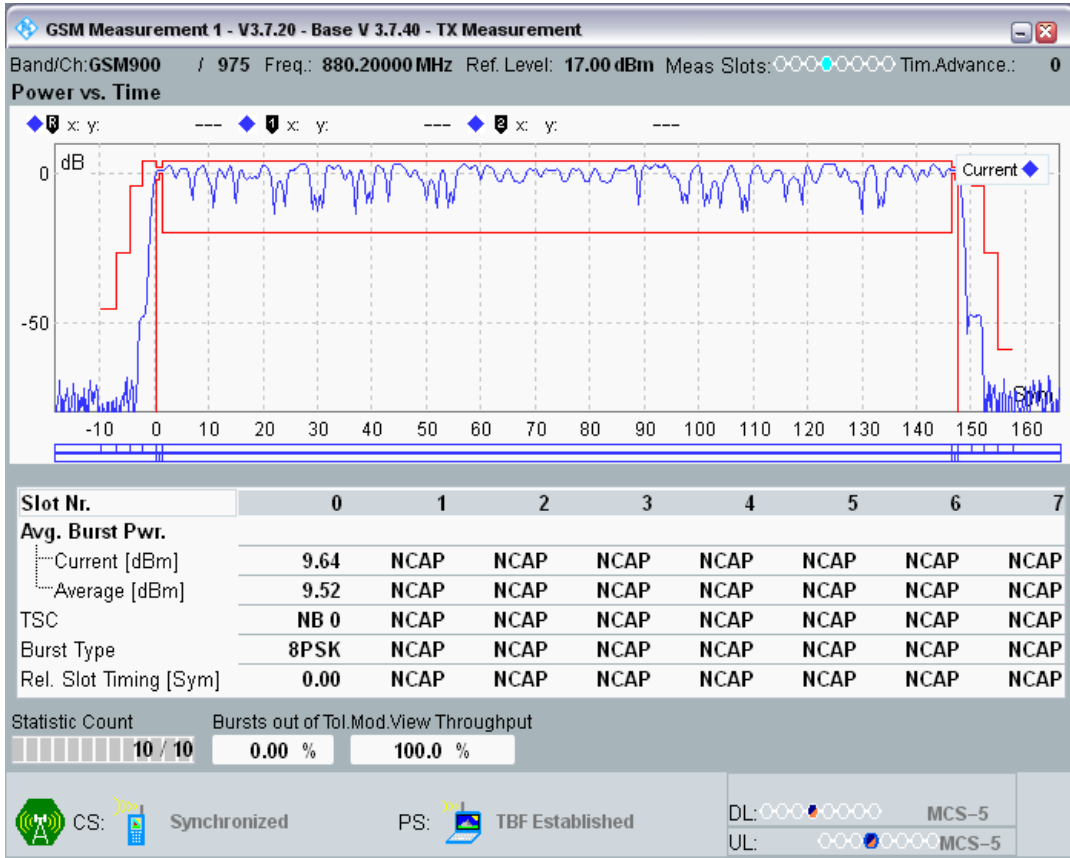 GSM Measurement 1 - V3.7.20 - Base V 3.7.40 - TX Measurement
Band/Ch:GSM900 / 975 Freq.: 880.20000 MHz Ref. Level: 17.00 dBm Meas Slots: Tim.Advance.: 0
Power vs. Time
R x: y: --- 1 x: y: --- 2 x: y: ---
dB
Current
0
-50
Sym
-10 0 10 20 30 40 50 60 70 80 90 100 110 120 130 140 150 160
Slot Nr. 0 1 2 3 4 5 6 7
Avg. Burst Pwr.
Current [dBm] 9.64 NCAP NCAP NCAP NCAP NCAP NCAP NCAP
Average [dBm] 9.52 NCAP NCAP NCAP NCAP NCAP NCAP NCAP
TSC NB 0 NCAP NCAP NCAP NCAP NCAP NCAP NCAP
Burst Type 8PSK NCAP NCAP NCAP NCAP NCAP NCAP NCAP
Rel. Slot Timing [Sym] 0.00 NCAP NCAP NCAP NCAP NCAP NCAP NCAP
Statistic Count Bursts out of Tol.Mod.View Throughput
10 / 10 0.00 % 100.0 %
CS: Synchronized PS: TBF Established
DL: MCS-5
UL: MCS-5